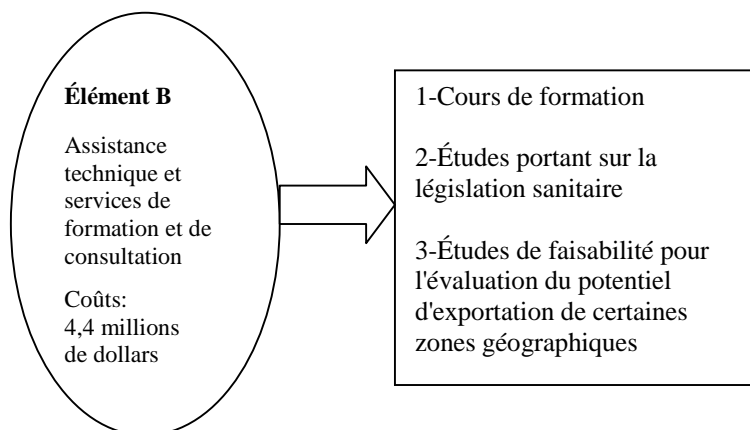 Élément B
Assistance
technique et
services de
formation et de
consultation
Coûts:
4,4 millions
de dollars
1-Cours de formation
2-Études portant sur la
législation sanitaire
3-Études de faisabilité pour
l'évaluation du potentiel
d'exportation de certaines
zones géographiques